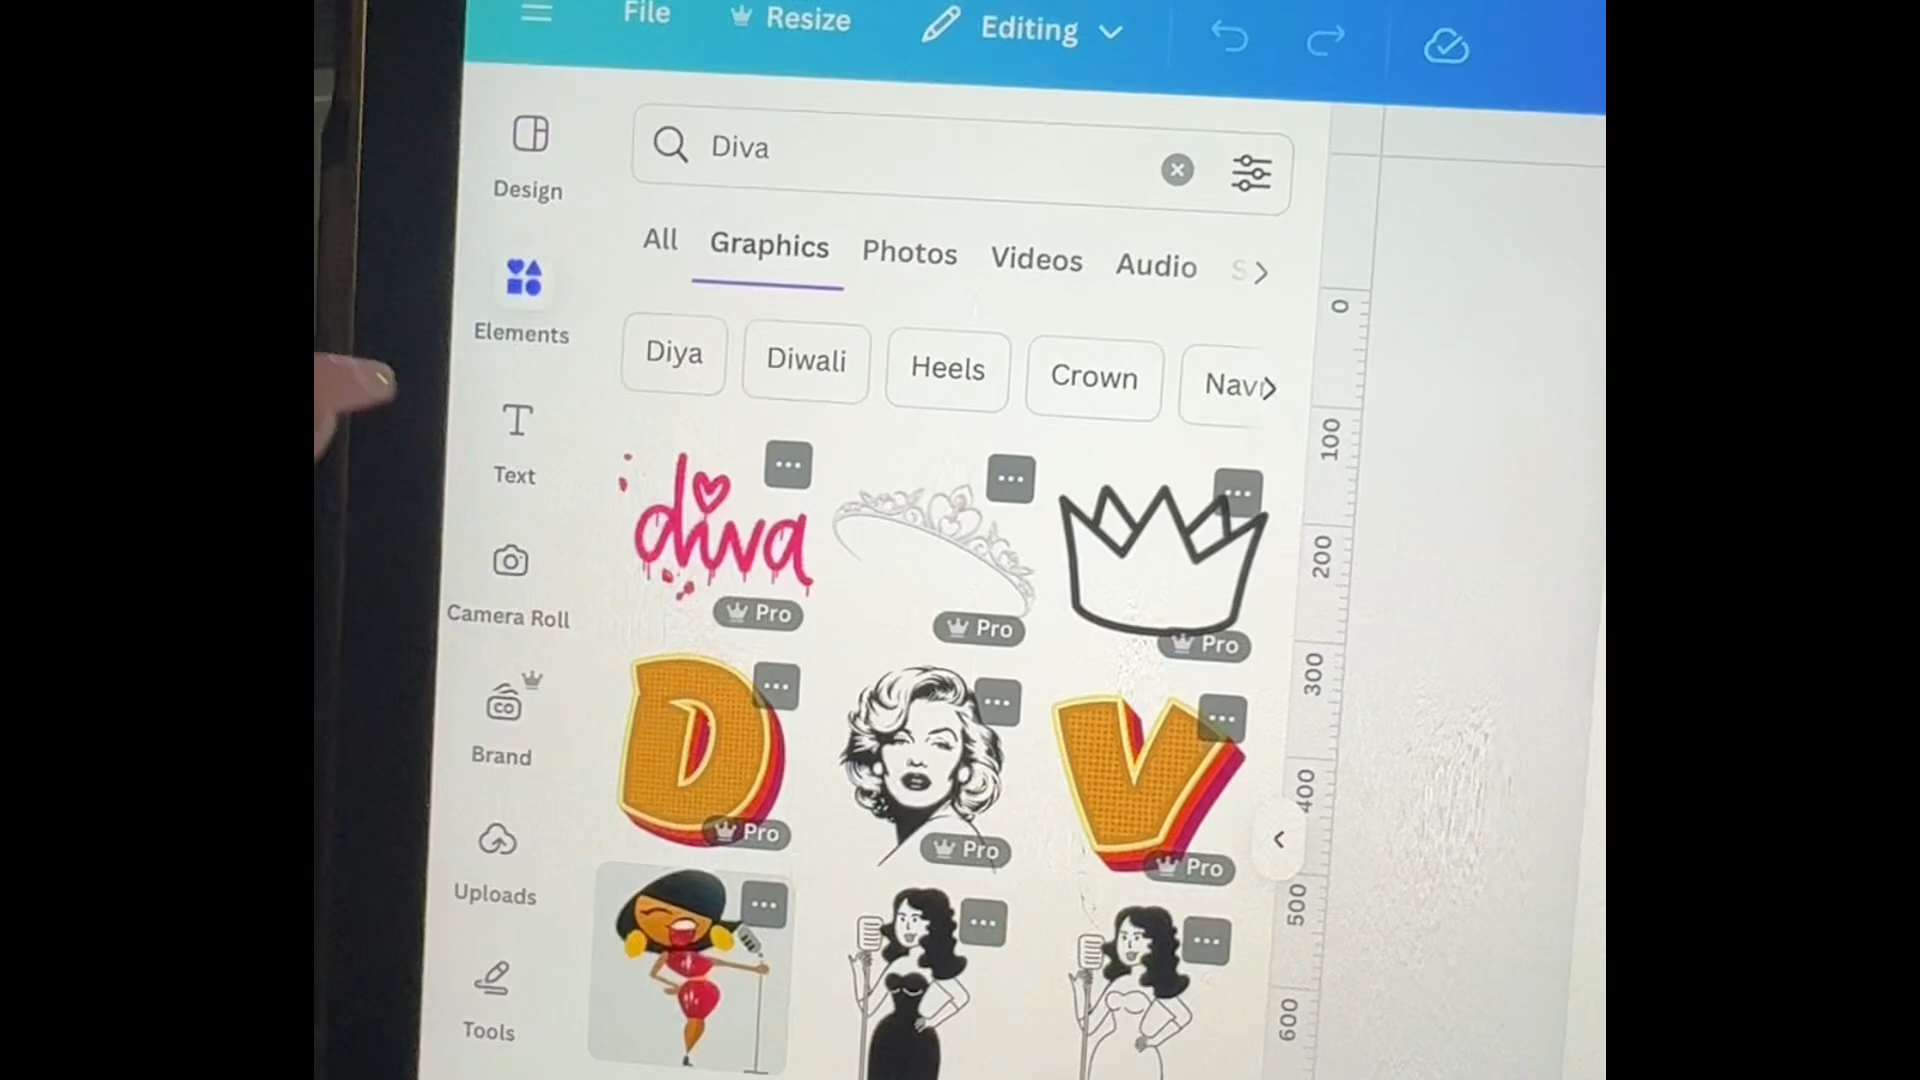 File Resize Editing
Diva
Design
All Graphics Photos Videos Audio
Elements
Diya Diwali Heels Crown
Text
diva
Pro Pro Pro
Camera Roll
D V
Pro Pro Pro
CO
Brand
Uploads
Tools
0
100
200
300
400
500
600